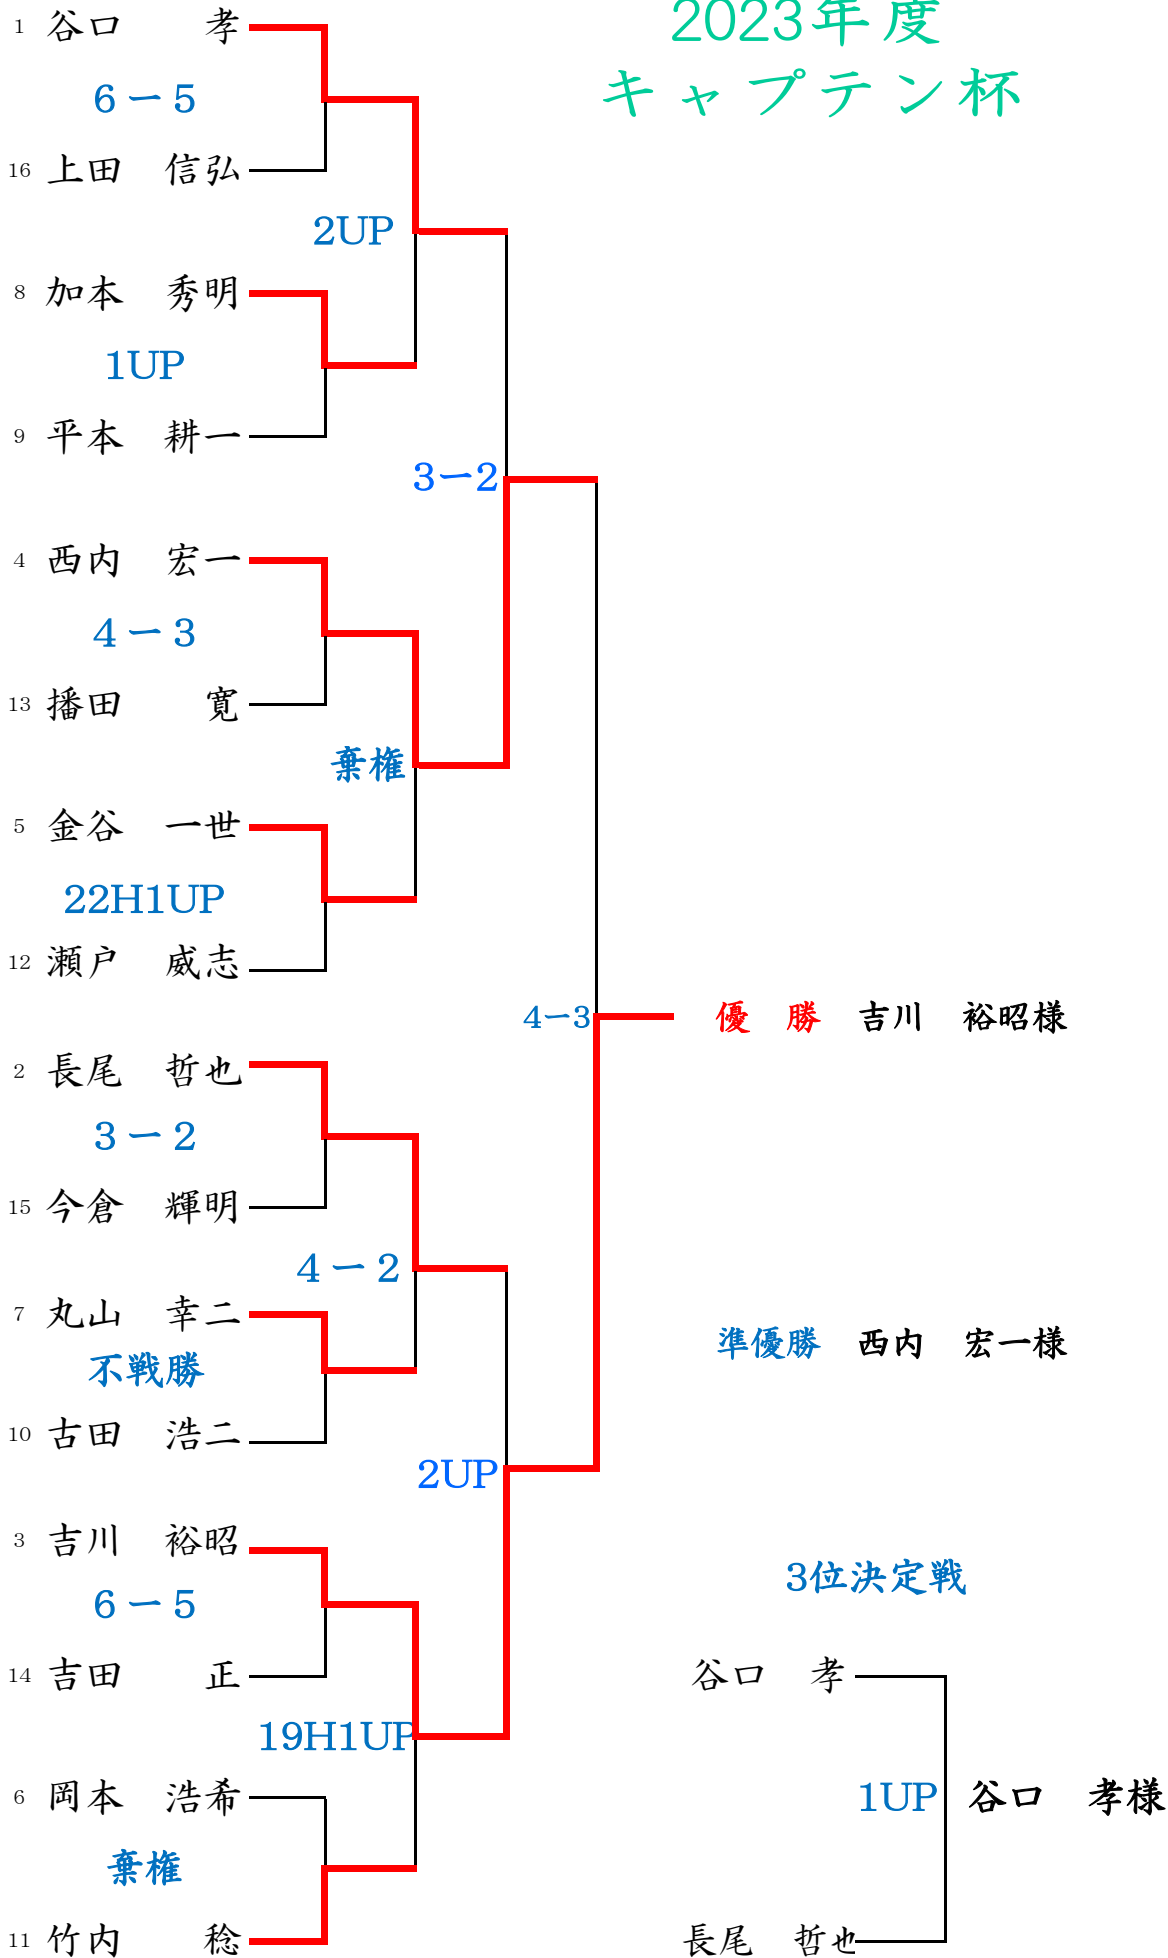 2023年度
キャプテン杯
1 谷口　　孝
6－5
16 上田　信弘
2UP
8 加本　秀明
1UP
9 平本　耕一
3－2
4 西内　宏一
4－3
13 播田　　寛
棄権
5 金谷　一世
22H1UP
12 瀬戸　威志
4－3 優　勝　吉川　裕昭様
2 長尾　哲也
3－2
15 今倉　輝明
4－2
7 丸山　幸二
準優勝　西内　宏一様
不戦勝
10 古田　浩二
2UP
3 吉川　裕昭
3位決定戦
6－5
14 吉田　　正
谷口　孝
19H1UP
6 岡本　浩希
1UP 谷口　孝様
棄権
11 竹内　　稔
長尾　哲也